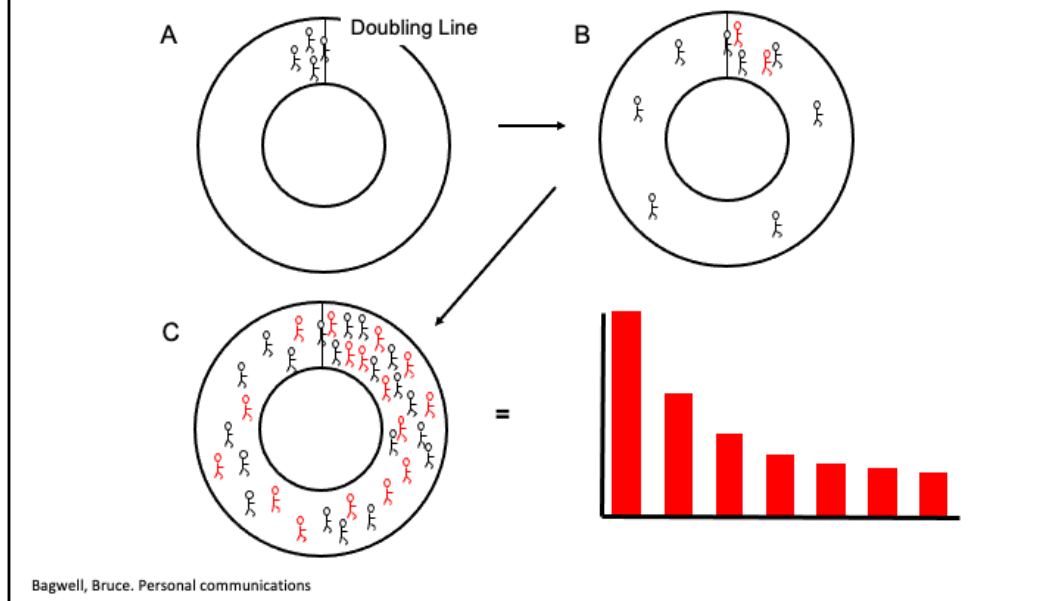 A
Doubling Line
B
C
=
Bagwell, Bruce. Personal communications